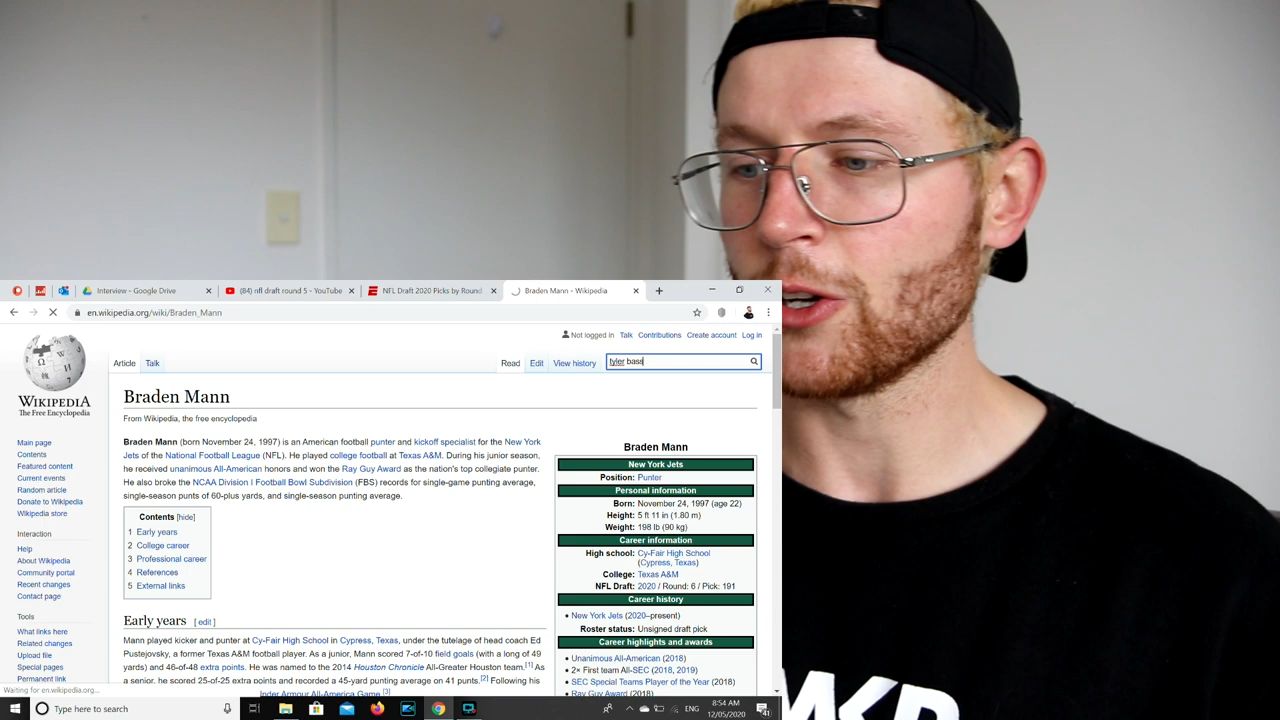 Interview - Google Drive
(84) nfl draft round 5 - YouTube
NFL Draft 2020 Picks by Round
Braden Mann - Wikipedia
en.wikipedia.org/wiki/Braden_Mann
Not logged in Talk Contributions Create account Log in
Article Talk
Read Edit View history
tyler bass
WIKIPEDIA
The Free Encyclopedia
Main page
Contents
Featured content
Current events
Random article
Donate to Wikipedia
Wikipedia store
Interaction
Help
About Wikipedia
Community portal
Recent changes
Contact page
Tools
What links here
Related changes
Upload file
Special pages
Permanent link
Braden Mann
From Wikipedia, the free encyclopedia
Braden Mann (born November 24, 1997) is an American football punter and kickoff specialist for the New York
Jets of the National Football League (NFL). He played college football at Texas A&M. During his junior season,
he received unanimous All-American honors and won the Ray Guy Award as the nation's top collegiate punter.
He also broke the NCAA Division I Football Bowl Subdivision (FBS) records for single-game punting average,
single-season punts of 60-plus yards, and single-season punting average.
Contents [hide]
1 Early years
2 College career
3 Professional career
4 References
5 External links
Early years [ edit ]
Mann played kicker and punter at Cy-Fair High School in Cypress, Texas, under the tutelage of head coach Ed
Pustejovsky, a former Texas A&M football player. As a junior, Mann scored 7-of-10 field goals (with a long of 49
yards) and 46-of-48 extra points. He was named to the 2014 Houston Chronicle All-Greater Houston team.[1] As
a senior, he scored 25-of-25 extra points and recorded a 45-yard punting average on 41 punts.[2] Following his
Under Armour All-America Game.[3]
Braden Mann
New York Jets
Position: Punter
Personal information
Born: November 24, 1997 (age 22)
Height: 5 ft 11 in (1.80 m)
Weight: 198 lb (90 kg)
Career information
High school: Cy-Fair High School
(Cypress, Texas)
College: Texas A&M
NFL Draft: 2020 / Round: 6 / Pick: 191
Career history
• New York Jets (2020–present)
Roster status: Unsigned draft pick
Career highlights and awards
• Unanimous All-American (2018)
• 2× First team All-SEC (2018, 2019)
• SEC Special Teams Player of the Year (2018)
• Ray Guy Award (2018)
Waiting for en.wikipedia.org...
Type here to search
ENG
8:54 AM
12/05/2020
41